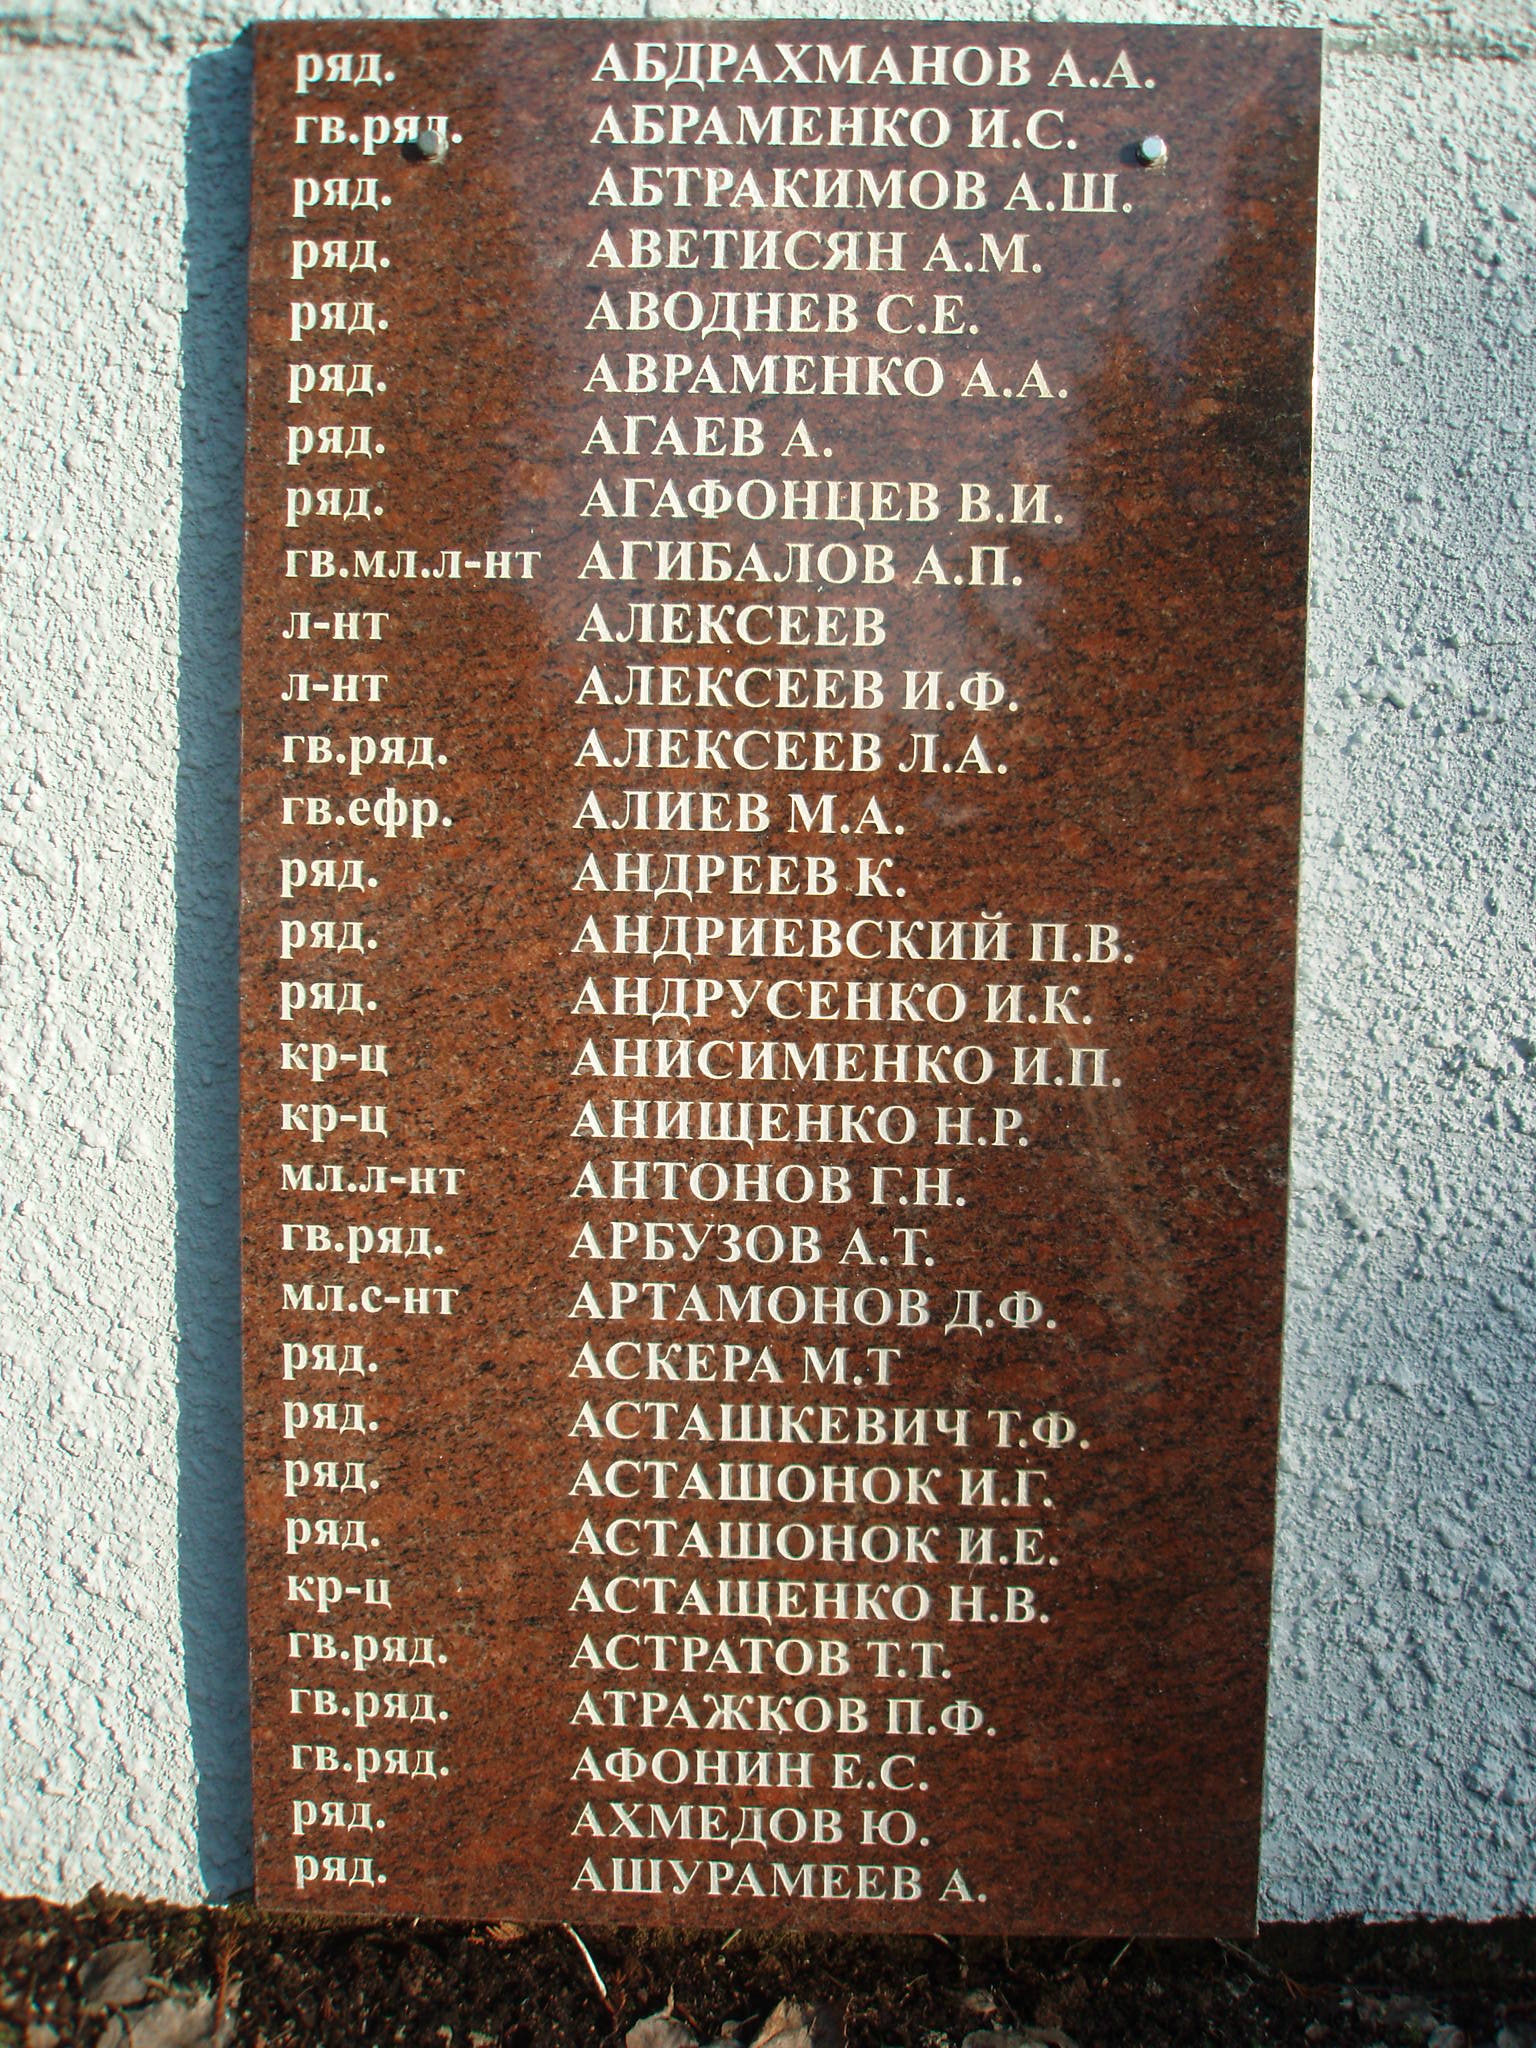 ряд. АБДРАХМАНОВ А.А.
гв.ряд. АБРАМЕНКО И.С.
ряд. АБТРАКИМОВ А.Ш.
ряд. АВЕТИСЯН А.М.
ряд. АВОДНЕВ С.Е.
ряд. АВРАМЕНКО А.А.
ряд. АГАЕВ А.
ряд. АГАФОНЦЕВ В.И.
гв.мл.л-нт АГИБАЛОВ А.П.
л-нт АЛЕКСЕЕВ
л-нт АЛЕКСЕЕВ И.Ф.
гв.ряд. АЛЕКСЕЕВ Л.А.
гв.ефр. АЛИЕВ М.А.
ряд. АНДРЕЕВ К.
ряд. АНДРИЕВСКИЙ П.В.
ряд. АНДРУСЕНКО И.К.
кр-ц АНИСИМЕНКО И.П.
кр-ц АНИЩЕНКО Н.Р.
мл.л-нт АНТОНОВ Г.Н.
гв.ряд. АРБУЗОВ А.Т.
мл.с-нт АРТАМОНОВ Д.Ф.
ряд. АСКЕРА М.Т
ряд. АСТАШКЕВИЧ Т.Ф.
ряд. АСТАШОНОК И.Г.
ряд. АСТАШОНОК И.Е.
кр-ц АСТАЩЕНКО Н.В.
гв.ряд. АСТРАТОВ Т.Т.
гв.ряд. АТРАЖКОВ П.Ф.
гв.ряд. АФОНИН Е.С.
ряд. АХМЕДОВ Ю.
ряд. АШУРАМЕЕВ А.